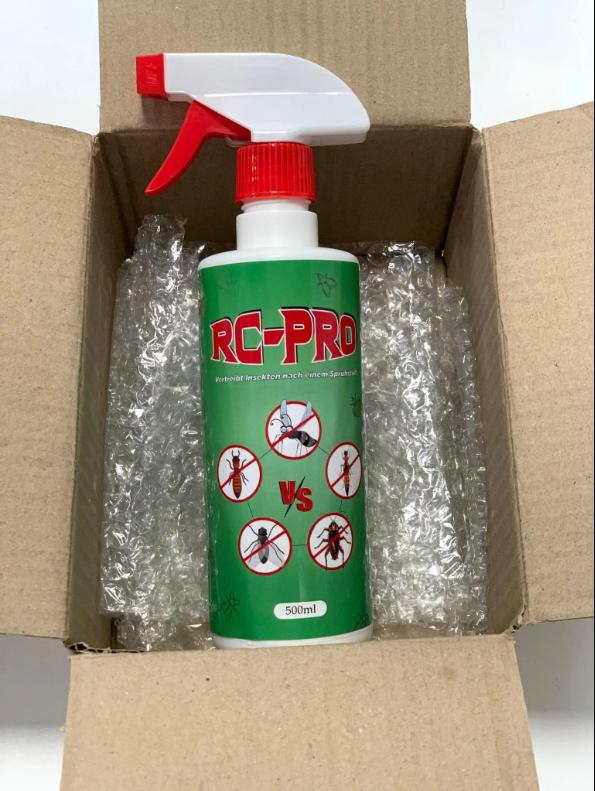 RC-PRO
Vertreibt Insekten nach einem Sprühstoß
VS
500ml